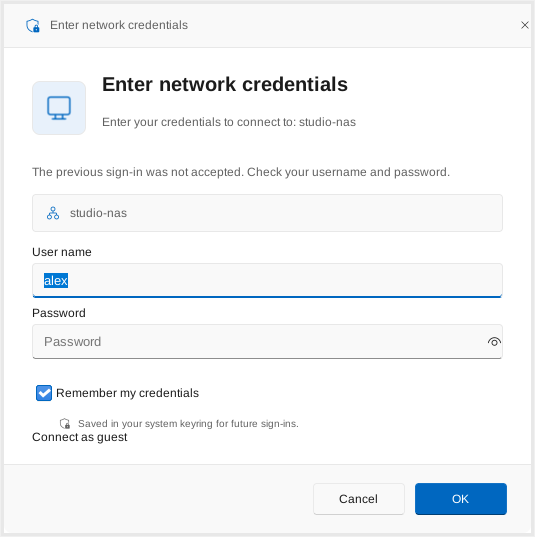 Enter network credentials
Enter network credentials
Enter your credentials to connect to: studio-nas
The previous sign-in was not accepted. Check your username and password.
studio-nas
User name
alex
Password
Password
Remember my credentials
Saved in your system keyring for future sign-ins.
Connect as guest
Cancel
OK